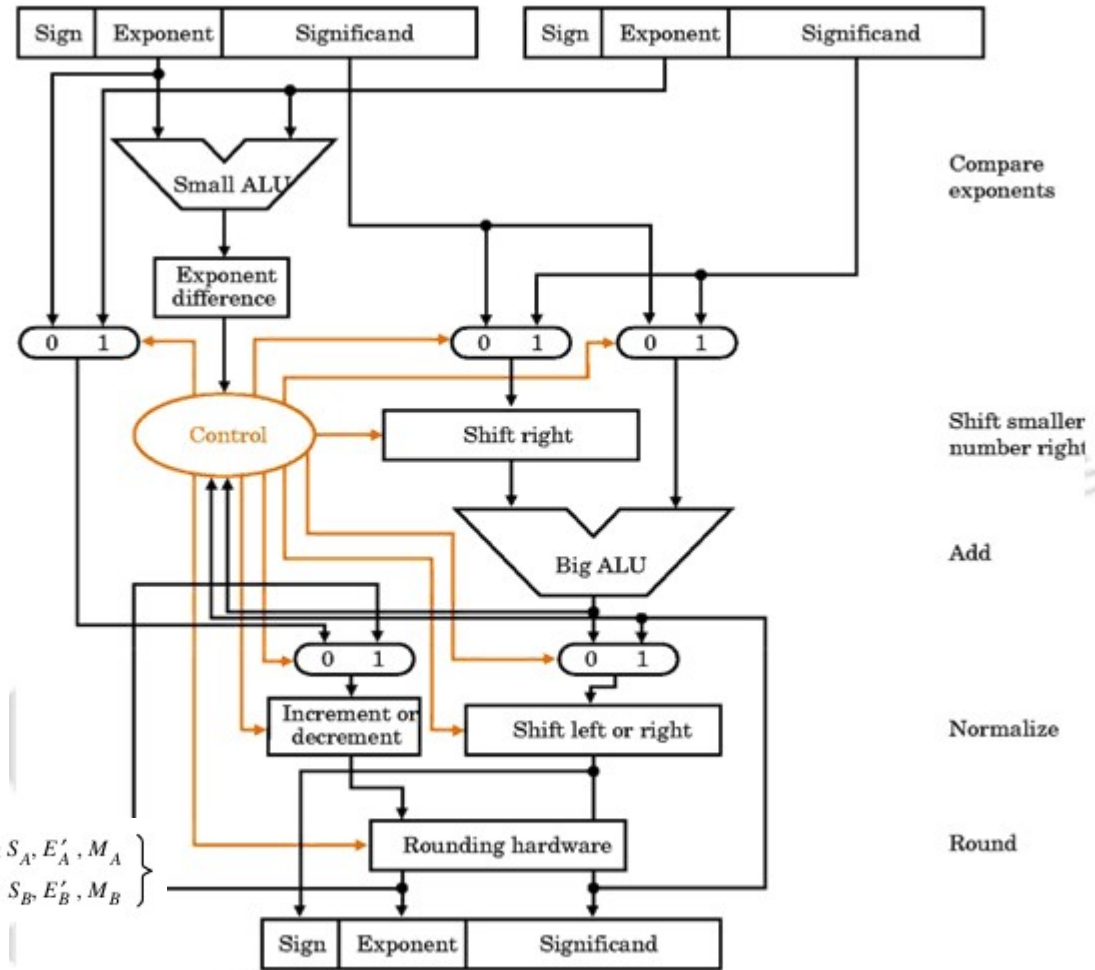 Sign Exponent Significand Sign Exponent Significand
Small ALU
Compare
exponents
Exponent
difference
0 1 0 1 0 1
Control
Shift right
Shift smaller
number right
Big ALU
Add
0 1 0 1
Increment or
decrement
Shift left or right
Normalize
Rounding hardware
Round
S_A, E'_A, M_A
S_B, E'_B, M_B
Sign Exponent Significand